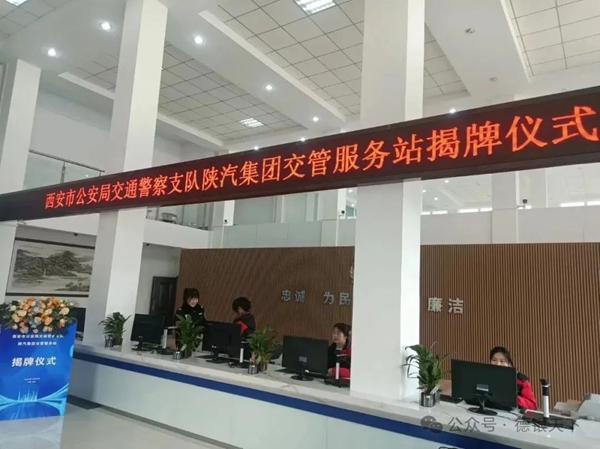 西安市公安局交通警察支队陕汽集团交管服务站揭牌仪式
忠诚 为民 廉洁
揭牌仪式
公众号·德银天下